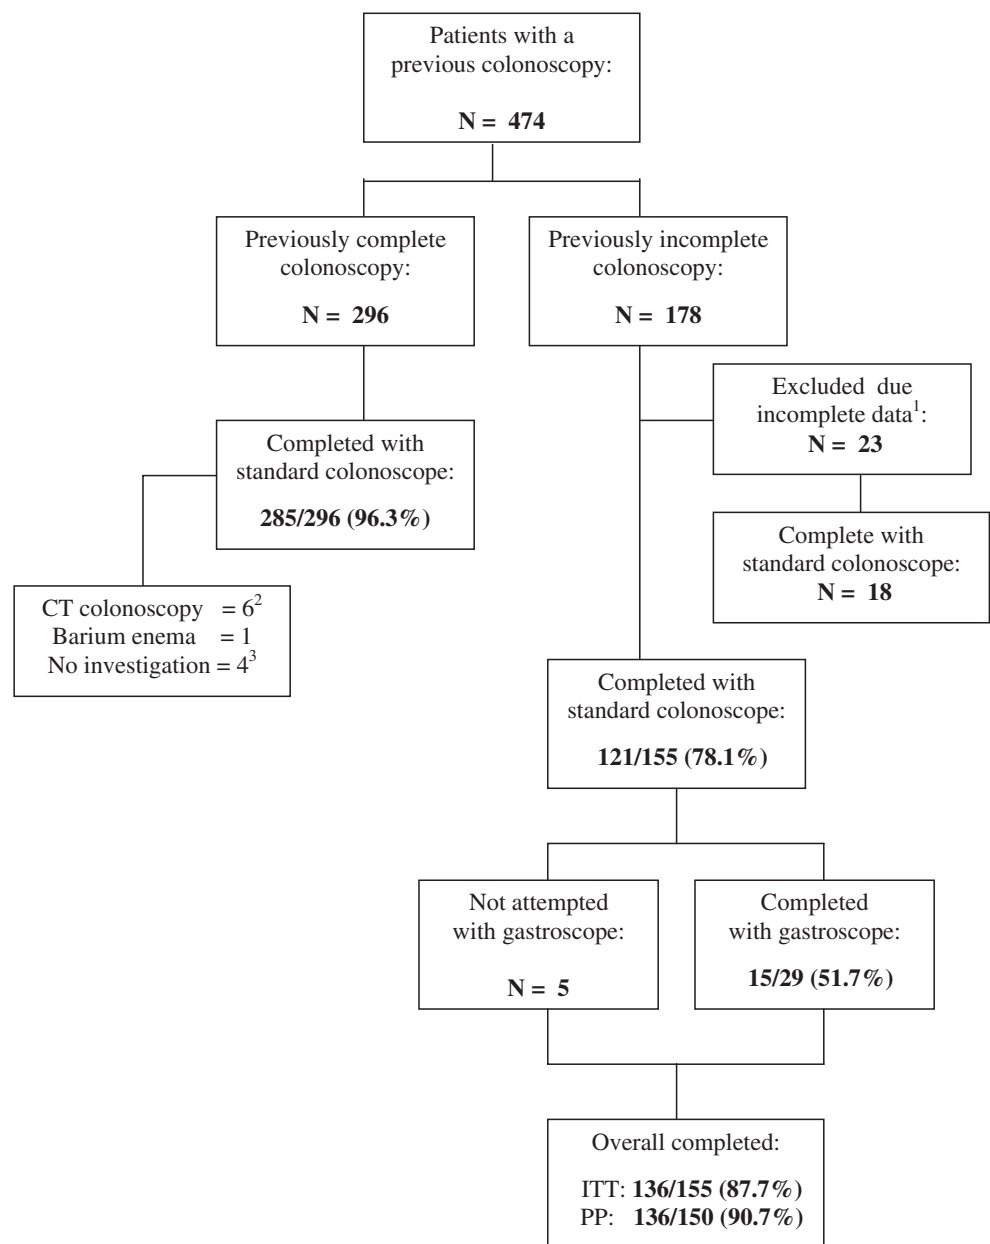 Patients with a
previous colonoscopy:
N = 474
Previously complete
colonoscopy:
N = 296
Previously incomplete
colonoscopy:
N = 178
Excluded due
incomplete data¹:
N = 23
Completed with
standard colonoscope:
285/296 (96.3%)
Complete with
standard colonoscope:
N = 18
CT colonoscopy = 6²
Barium enema = 1
No investigation = 4³
Completed with
standard colonoscope:
121/155 (78.1%)
Not attempted
with gastroscope:
N = 5
Completed
with gastroscope:
15/29 (51.7%)
Overall completed:
ITT: 136/155 (87.7%)
PP: 136/150 (90.7%)